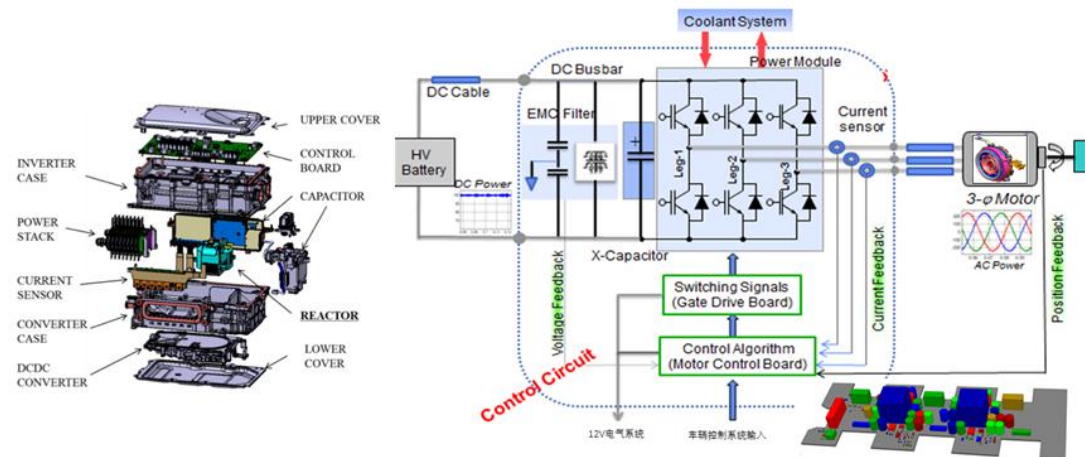 UPPER COVER
CONTROL
BOARD
INVERTER
CASE
CAPACITOR
POWER
STACK
CURRENT
SENSOR
REACTOR
CONVERTER
CASE
LOWER
COVER
DCDC
CONVERTER
Coolant System
DC Busbar
Power Module
DC Cable
EMC Filter
Current
sensor
HV
Battery
DC Power
Leg-1
Leg-2
Leg-3
3-φ Motor
AC Power
X-Capacitor
Voltage Feedback
Switching Signals
(Gate Drive Board)
Current Feedback
Position Feedback
Control Algorithm
(Motor Control Board)
Control Circuit
12V电气系统
车辆控制系统输入